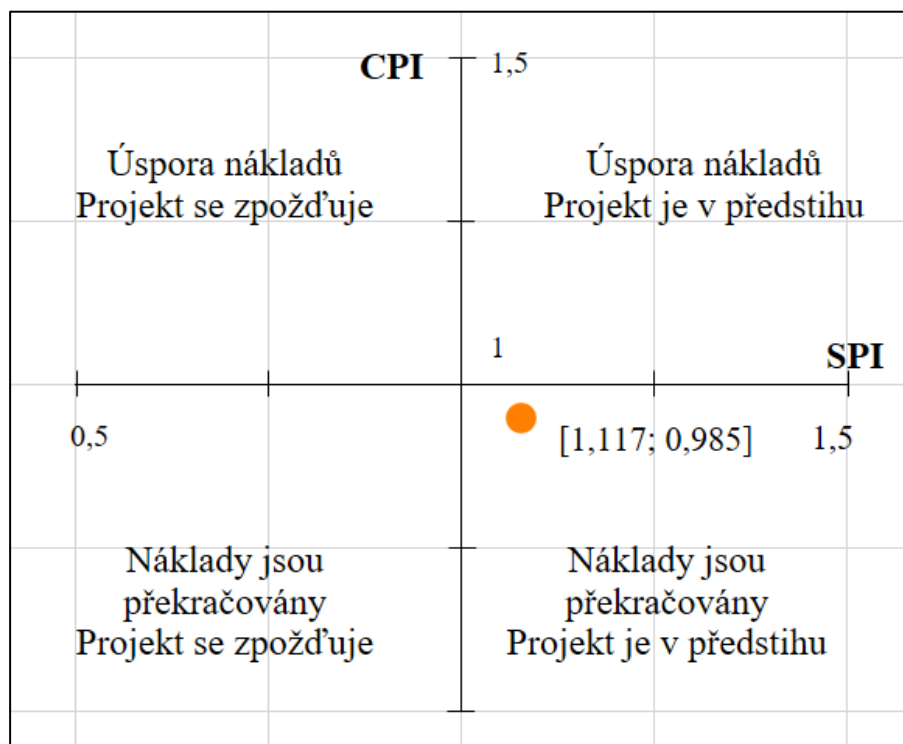 CPI
1,5
Úspora nákladů
Projekt se zpožďuje
Úspora nákladů
Projekt je v předstihu
1
SPI
0,5
[1,117; 0,985]
1,5
Náklady jsou
překračovány
Projekt se zpožďuje
Náklady jsou
překračovány
Projekt je v předstihu